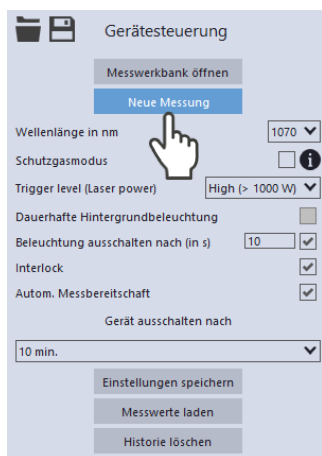 Gerätesteuerung
Messwerkbank öffnen
Neue Messung
Wellenlänge in nm 1070
Schutzgasmodus i
Trigger level (Laser power) High (> 1000 W)
Dauerhafte Hintergrundbeleuchtung
Beleuchtung ausschalten nach (in s) 10
Interlock
Autom. Messbereitschaft
Gerät ausschalten nach
10 min.
Einstellungen speichern
Messwerte laden
Historie löschen